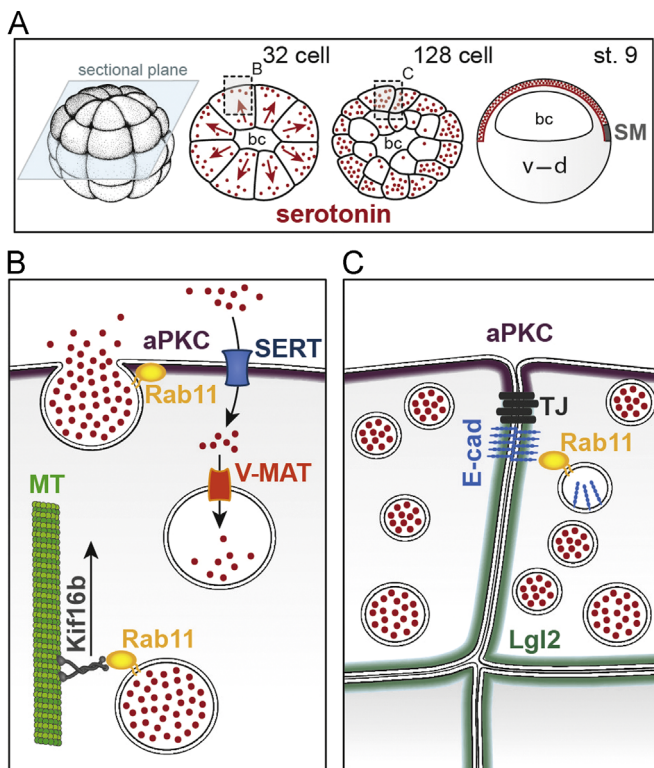 A
sectional plane
32 cell
128 cell
st. 9
B
C
bc
bc
bc
SM
v–d
serotonin
B
aPKC
SERT
Rab11
V-MAT
MT
Kif16b
Rab11
C
aPKC
TJ
E-cad
Rab11
Lgl2